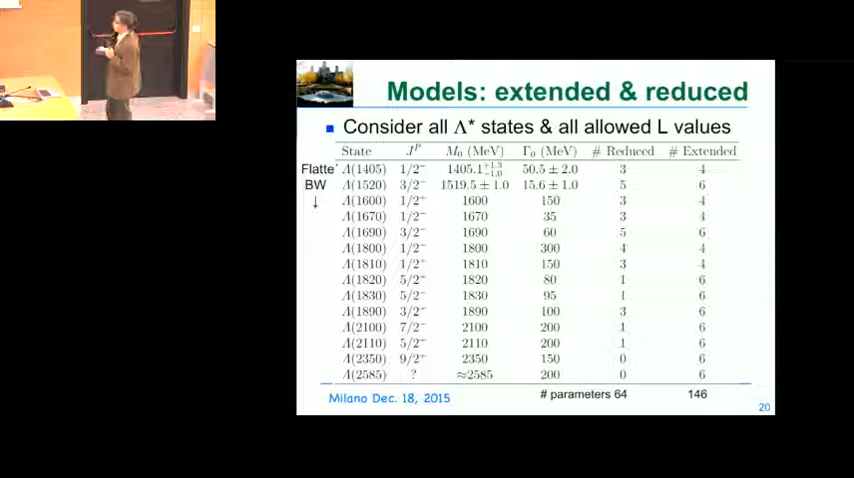 Models: extended & reduced
Consider all Λ* states & all allowed L values
State J^P M₀ (MeV) Γ₀ (MeV) # Reduced # Extended
Flatte' Λ(1405) 1/2⁻ 1405.1 +1.3 −1.0 50.5 ± 2.0 3 4
BW Λ(1520) 3/2⁻ 1519.5 ± 1.0 15.6 ± 1.0 5 6
↓ Λ(1600) 1/2⁺ 1600 150 3 4
Λ(1670) 1/2⁻ 1670 35 3 4
Λ(1690) 3/2⁻ 1690 60 5 6
Λ(1800) 1/2⁻ 1800 300 4 4
Λ(1810) 1/2⁺ 1810 150 3 4
Λ(1820) 5/2⁺ 1820 80 1 6
Λ(1830) 5/2⁻ 1830 95 1 6
Λ(1890) 3/2⁺ 1890 100 3 6
Λ(2100) 7/2⁻ 2100 200 1 6
Λ(2110) 5/2⁺ 2110 200 1 6
Λ(2350) 9/2⁺ 2350 150 0 6
Λ(2585) ? ≈2585 200 0 6
Milano Dec. 18, 2015 # parameters 64 146
20